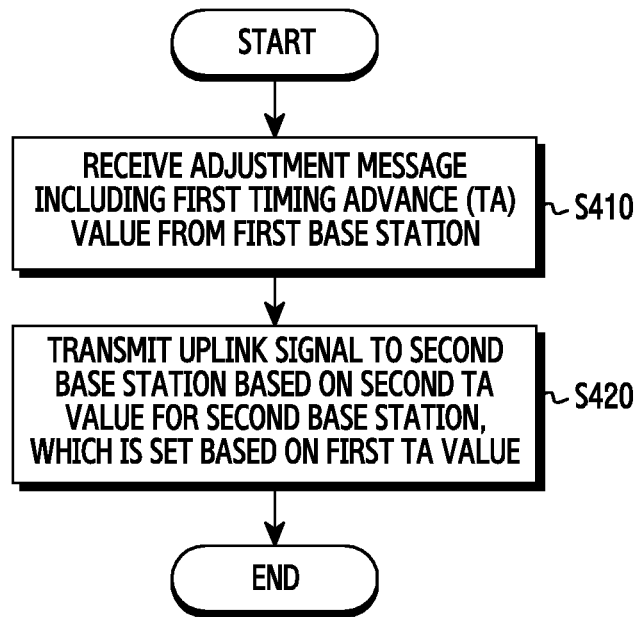 START
RECEIVE ADJUSTMENT MESSAGE
INCLUDING FIRST TIMING ADVANCE (TA)
VALUE FROM FIRST BASE STATION
S410
TRANSMIT UPLINK SIGNAL TO SECOND
BASE STATION BASED ON SECOND TA
VALUE FOR SECOND BASE STATION,
WHICH IS SET BASED ON FIRST TA VALUE
S420
END